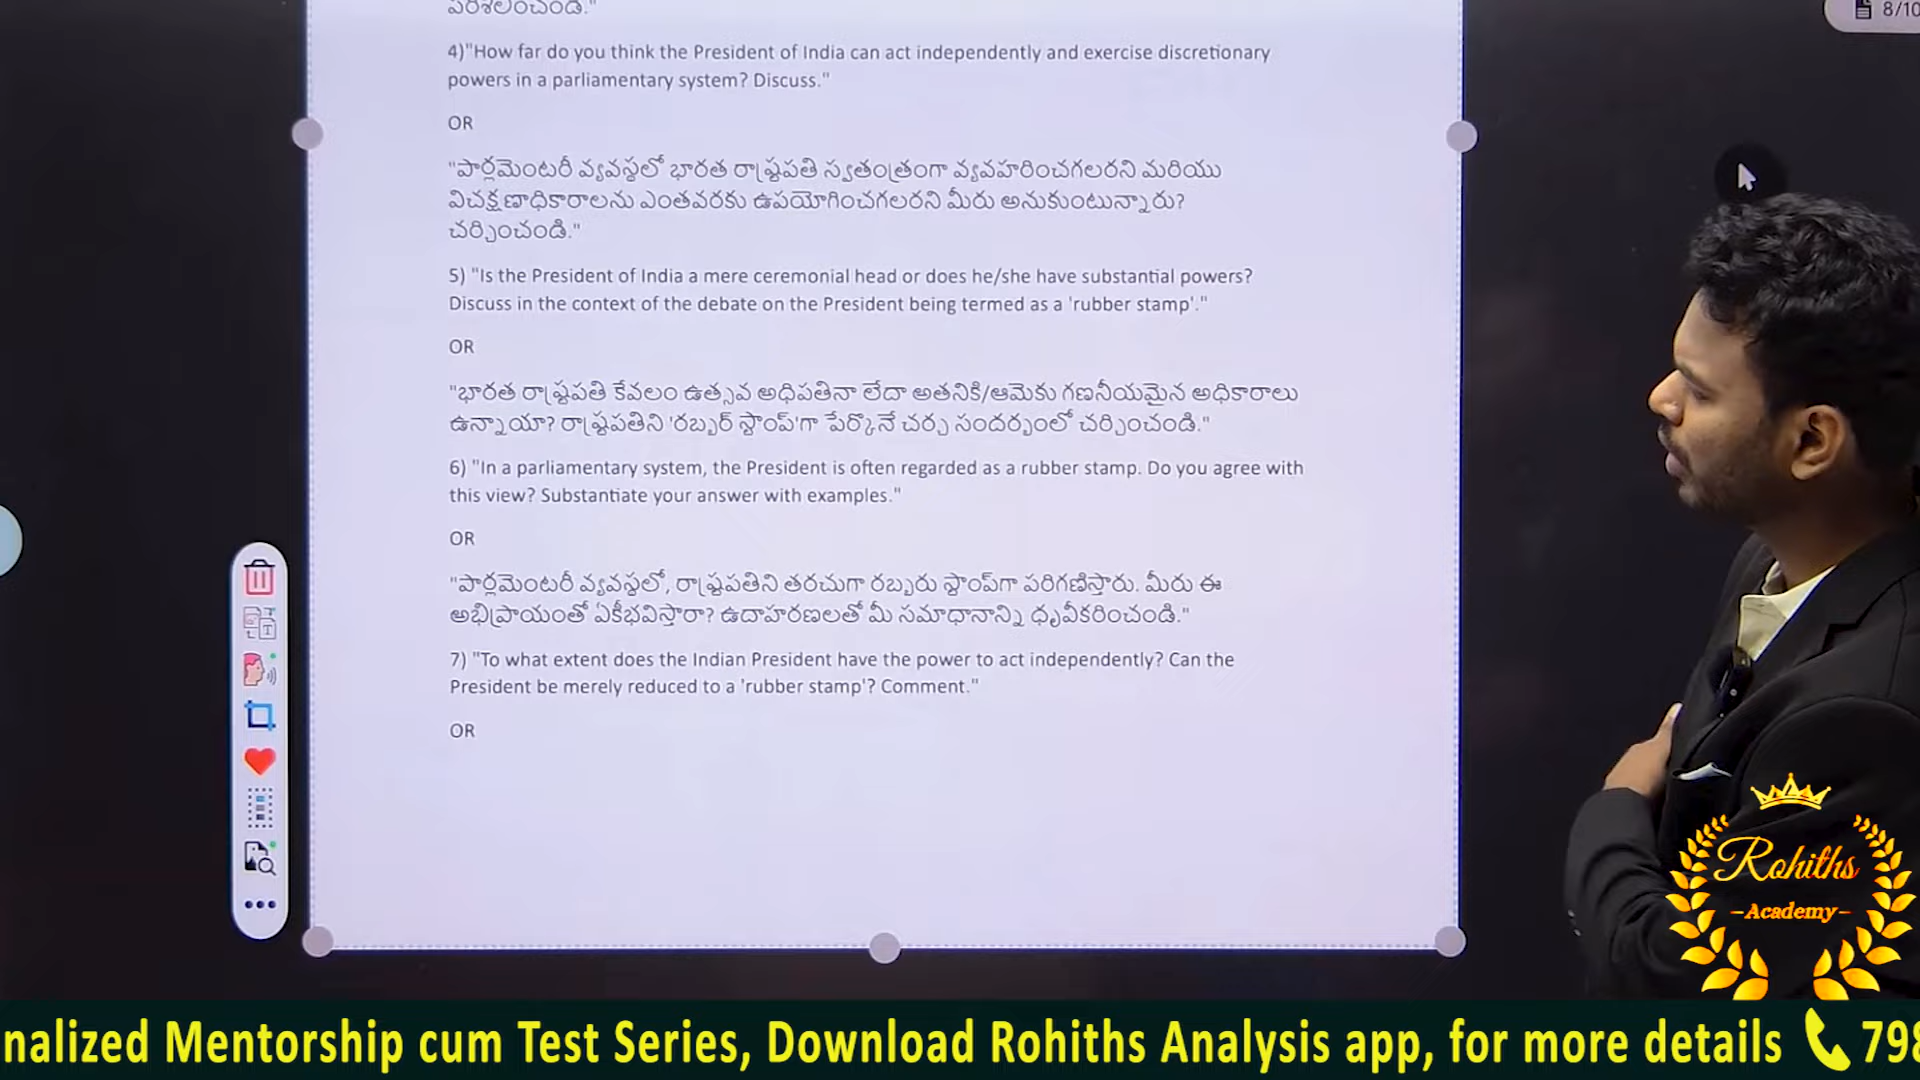 పరిశీలించండి."
8/10
4)"How far do you think the President of India can act independently and exercise discretionary
powers in a parliamentary system? Discuss."
OR
"పార్లమెంటరీ వ్యవస్థలో భారత రాష్ట్రపతి స్వతంత్రంగా వ్యవహరించగలరని మరియు
విచక్షణాధికారాలను ఎంతవరకు ఉపయోగించగలరని మీరు అనుకుంటున్నారు?
చర్చించండి."
5) "Is the President of India a mere ceremonial head or does he/she have substantial powers?
Discuss in the context of the debate on the President being termed as a 'rubber stamp'."
OR
"భారత రాష్ట్రపతి కేవలం ఉత్సవ అధిపతినా లేదా అతనికి/ఆమెకు గణనీయమైన అధికారాలు
ఉన్నాయా? రాష్ట్రపతిని 'రబ్బర్ స్టాంప్'గా పేర్కొనే చర్చ సందర్భంలో చర్చించండి."
6) "In a parliamentary system, the President is often regarded as a rubber stamp. Do you agree with
this view? Substantiate your answer with examples."
OR
"పార్లమెంటరీ వ్యవస్థలో, రాష్ట్రపతిని తరచుగా రబ్బరు స్టాంప్‌గా పరిగణిస్తారు. మీరు ఈ
అభిప్రాయంతో ఏకీభవిస్తారా? ఉదాహరణలతో మీ సమాధానాన్ని ధృవీకరించండి."
7) "To what extent does the Indian President have the power to act independently? Can the
President be merely reduced to a 'rubber stamp'? Comment."
OR
Rohiths
-Academy-
nalized Mentorship cum Test Series, Download Rohiths Analysis app, for more details 798